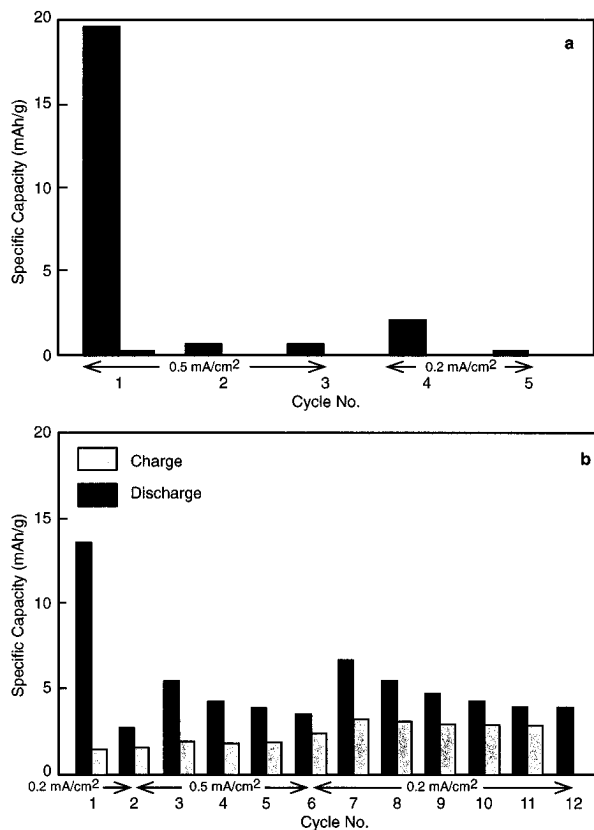 20
a
15
10
5
0
Specific Capacity (mAh/g)
0.5 mA/cm² 0.2 mA/cm²
1 2 3 4 5
Cycle No.
20
b
Charge
Discharge
15
10
5
0
Specific Capacity (mAh/g)
0.2 mA/cm² 0.5 mA/cm² 0.2 mA/cm²
1 2 3 4 5 6 7 8 9 10 11 12
Cycle No.